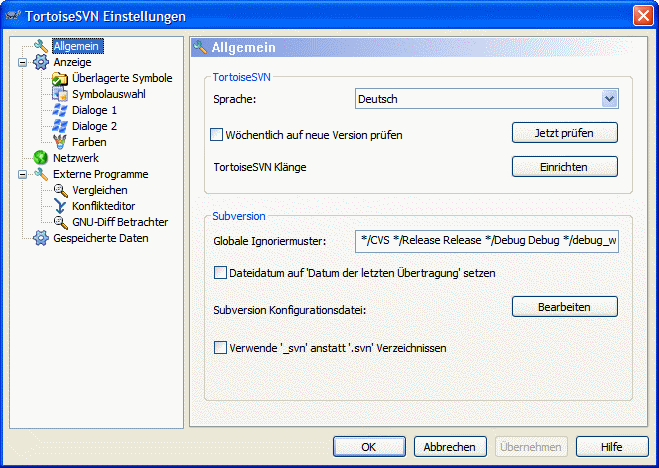 TortoiseSVN Einstellungen
Allgemein
Anzeige
Überlagerte Symbole
Symbolauswahl
Dialoge 1
Dialoge 2
Farben
Netzwerk
Externe Programme
Vergleichen
Konflikteditor
GNU-Diff Betrachter
Gespeicherte Daten
Allgemein
TortoiseSVN
Sprache: Deutsch
Wöchentlich auf neue Version prüfen Jetzt prüfen
TortoiseSVN Klänge Einrichten
Subversion
Globale Ignoriermuster: */CVS */Release Release */Debug Debug */debug_w
Dateidatum auf 'Datum der letzten Übertragung' setzen
Subversion Konfigurationsdatei: Bearbeiten
Verwende '_svn' anstatt '.svn' Verzeichnissen
OK Abbrechen Übernehmen Hilfe